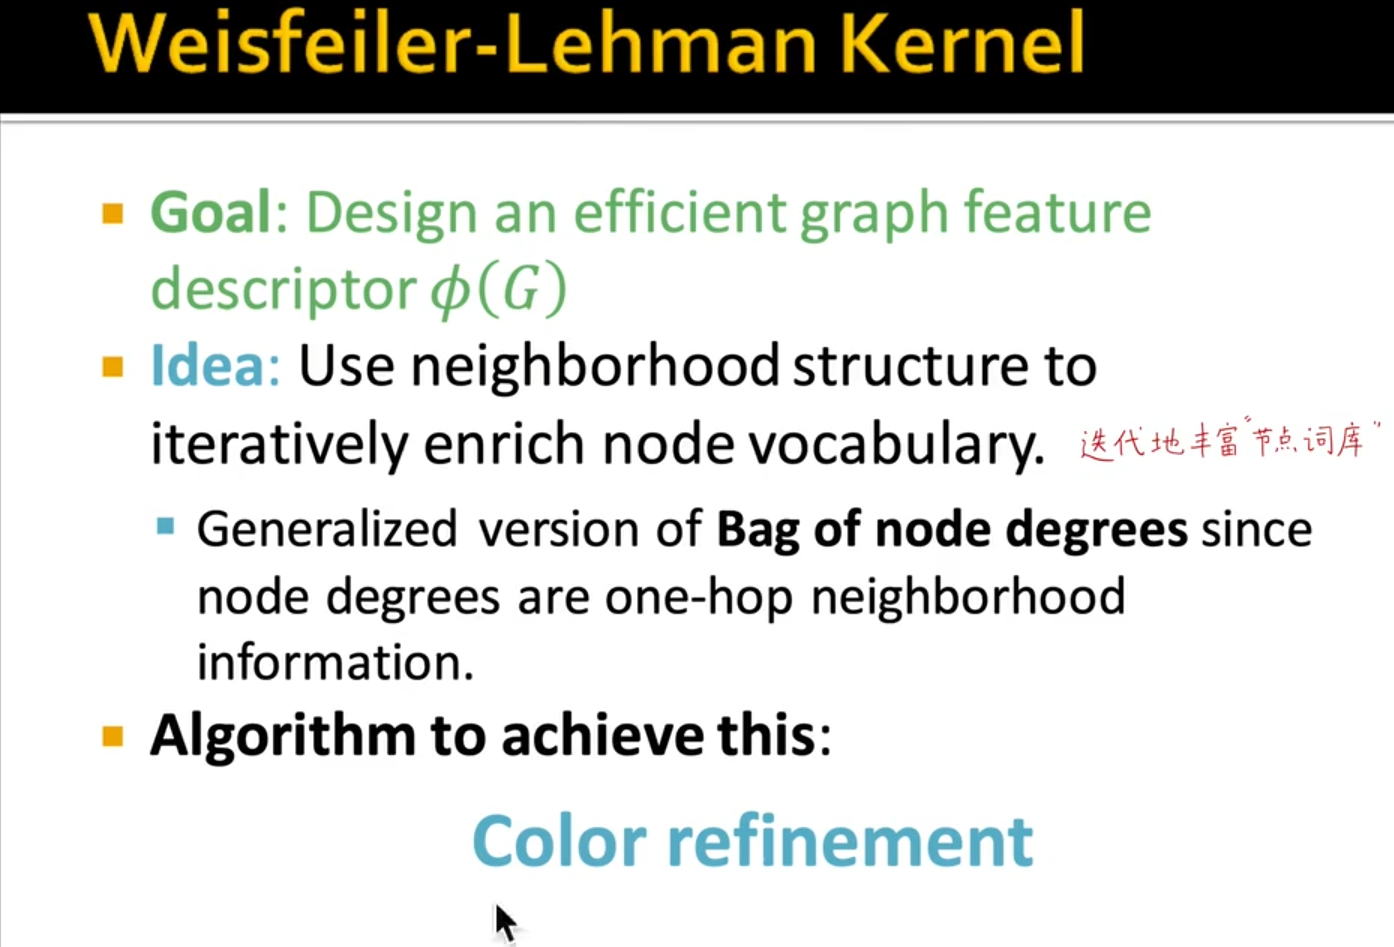 Weisfeiler-Lehman Kernel
Goal: Design an efficient graph feature
descriptor ϕ(G)
Idea: Use neighborhood structure to
iteratively enrich node vocabulary. 迭代地丰富“节点词库”
Generalized version of Bag of node degrees since
node degrees are one-hop neighborhood
information.
Algorithm to achieve this:
Color refinement